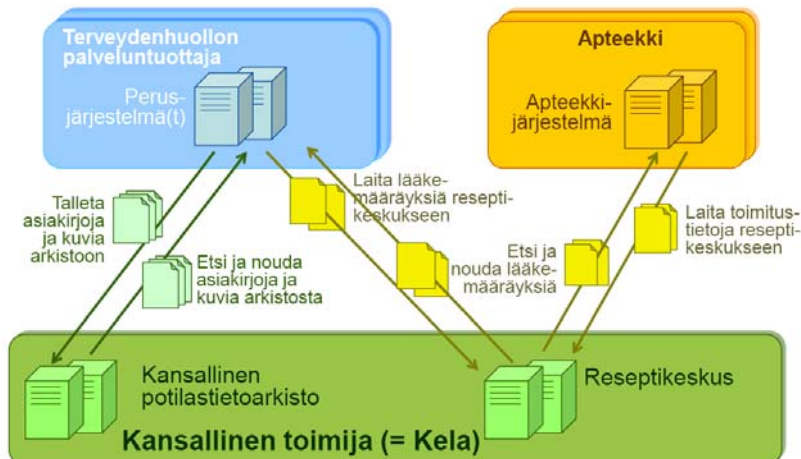 Terveydenhuollon
palveluntuottaja
Perus-
järjestelmä(t)
Apteekki
Apteekki-
järjestelmä
Talleta
asiakirjoja
ja kuvia
arkistoon
Etsi ja nouda
asiakirjoja ja
kuvia arkistosta
Laita lääke-
määräyksiä resepti-
keskukseen
Etsi ja
nouda lääke-
määräyksiä
Laita toimitus-
tietoja resepti-
keskukseen
Kansallinen
potilastietoarkisto
Reseptikeskus
Kansallinen toimija (= Kela)